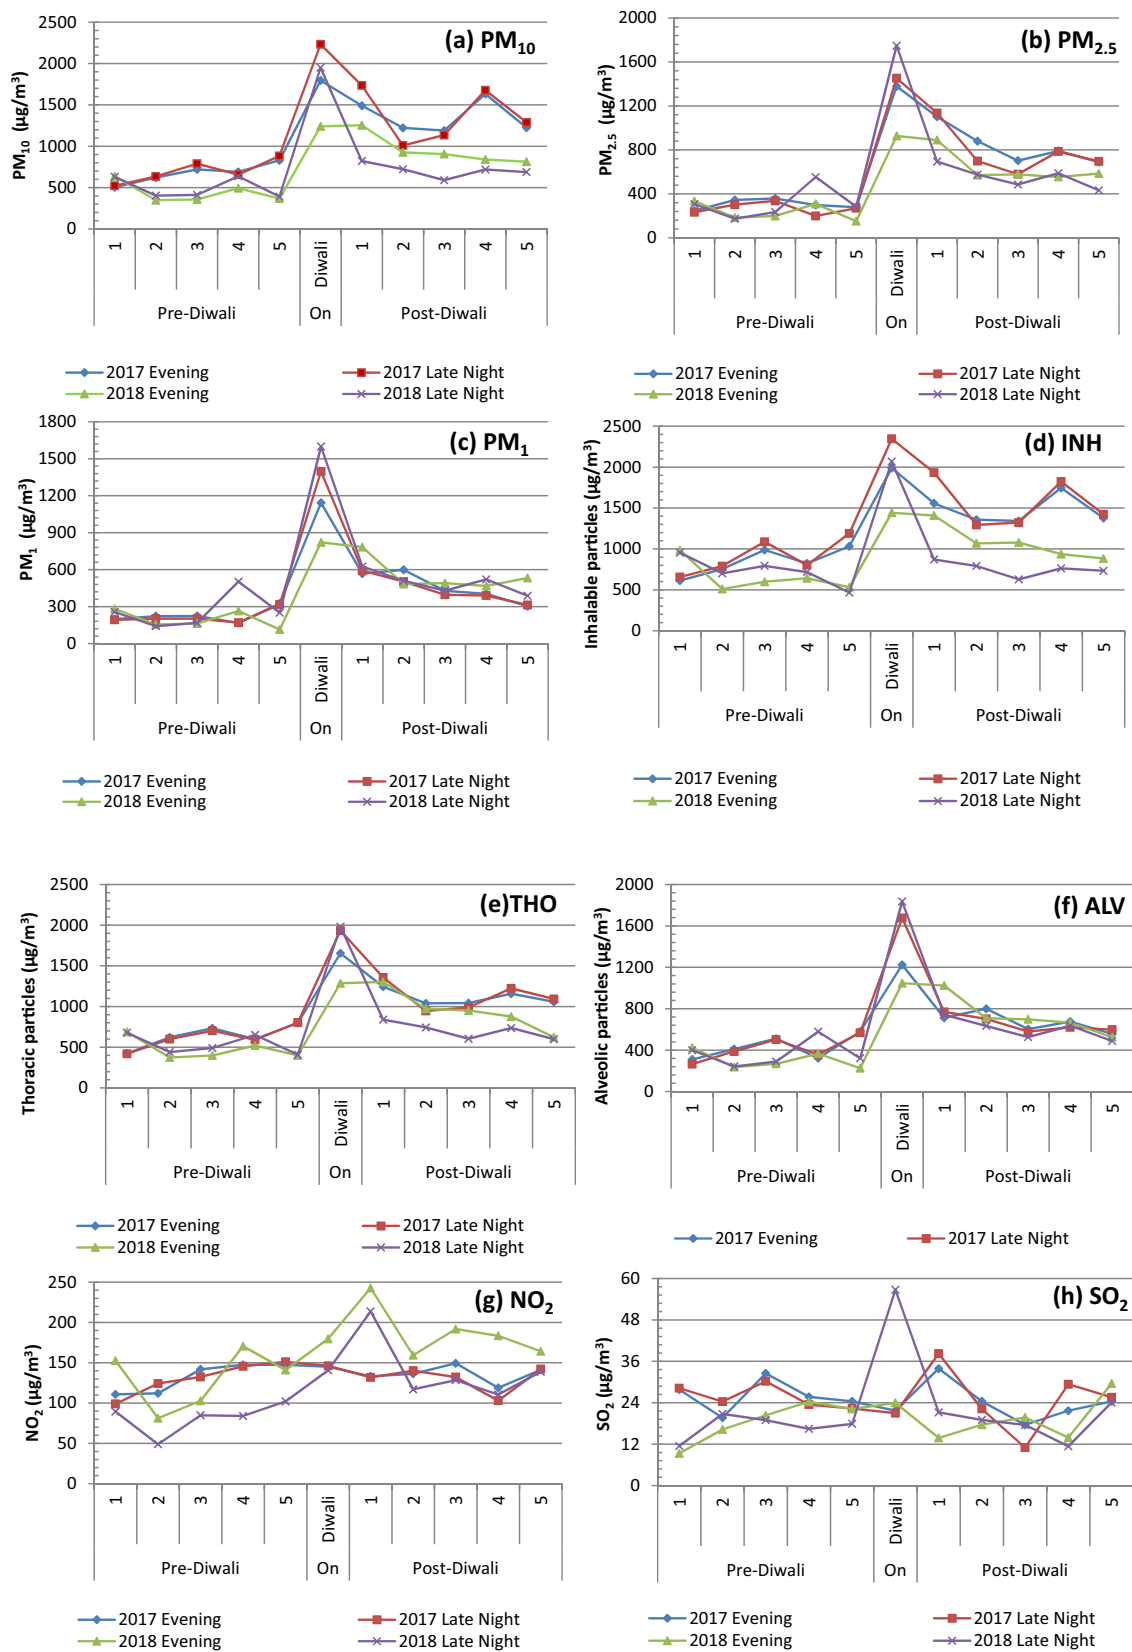 (a) PM10
PM10 (µg/m³)
2500
2000
1500
1000
500
0
1 2 3 4 5 Diwali 1 2 3 4 5
Pre-Diwali On Post-Diwali
2017 Evening 2017 Late Night
2018 Evening 2018 Late Night
(b) PM2.5
PM2.5 (µg/m³)
2000
1600
1200
800
400
0
1 2 3 4 5 Diwali 1 2 3 4 5
Pre-Diwali On Post-Diwali
2017 Evening 2017 Late Night
2018 Evening 2018 Late Night
(c) PM1
PM1 (µg/m³)
1800
1500
1200
900
600
300
0
1 2 3 4 5 Diwali 1 2 3 4 5
Pre-Diwali On Post-Diwali
2017 Evening 2017 Late Night
2018 Evening 2018 Late Night
(d) INH
Inhalable particles (µg/m³)
2500
2000
1500
1000
500
0
1 2 3 4 5 Diwali 1 2 3 4 5
Pre-Diwali On Post-Diwali
2017 Evening 2017 Late Night
2018 Evening 2018 Late Night
(e)THO
Thoracic particles (µg/m³)
2500
2000
1500
1000
500
0
1 2 3 4 5 Diwali 1 2 3 4 5
Pre-Diwali On Post-Diwali
2017 Evening 2017 Late Night
2018 Evening 2018 Late Night
(f) ALV
Alveolic particles (µg/m³)
2000
1600
1200
800
400
0
1 2 3 4 5 Diwali 1 2 3 4 5
Pre-Diwali On Post-Diwali
2017 Evening 2017 Late Night
(g) NO2
NO2 (µg/m³)
250
200
150
100
50
0
1 2 3 4 5 Diwali 1 2 3 4 5
Pre-Diwali On Post-Diwali
2017 Evening 2017 Late Night
2018 Evening 2018 Late Night
(h) SO2
SO2 (µg/m³)
60
48
36
24
12
0
1 2 3 4 5 Diwali 1 2 3 4 5
Pre-Diwali On Post-Diwali
2017 Evening 2017 Late Night
2018 Evening 2018 Late Night